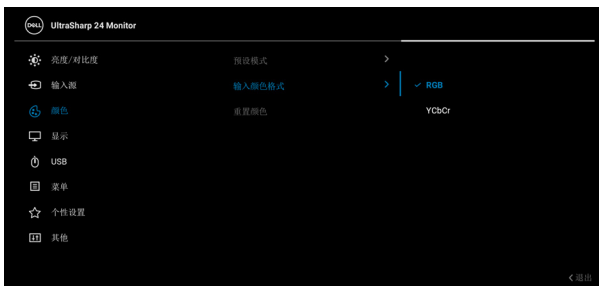 DELL UltraSharp 24 Monitor
亮度/对比度 预设模式
输入源 输入颜色格式 RGB
颜色 重置颜色 YCbCr
显示
USB
菜单
个性设置
其他
退出